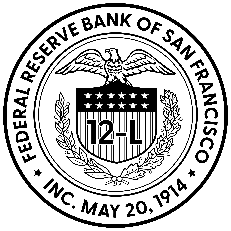 FEDERAL RESERVE BANK OF SAN FRANCISCO
12-L
INC. MAY 20, 1914